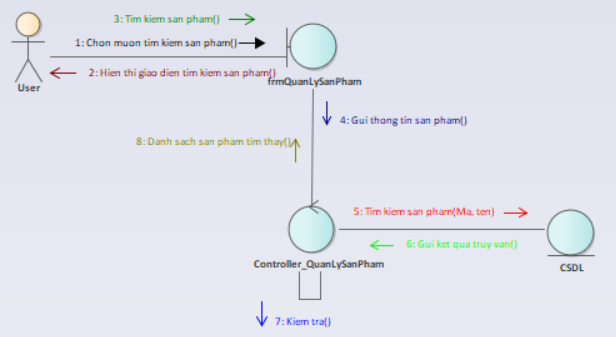 3: Tim kiem san pham()
1: Chon muon tim kiem san pham()
2: Hien thi giao dien tim kiem san pham()
User
frmQuanLySanPham
4: Gui thong tin san pham()
8: Danh sach san pham tim thay()
5: Tim kiem san pham(Ma, ten)
6: Gui ket qua truy van()
Controller_QuanLySanPham
CSDL
7: Kiem tra()